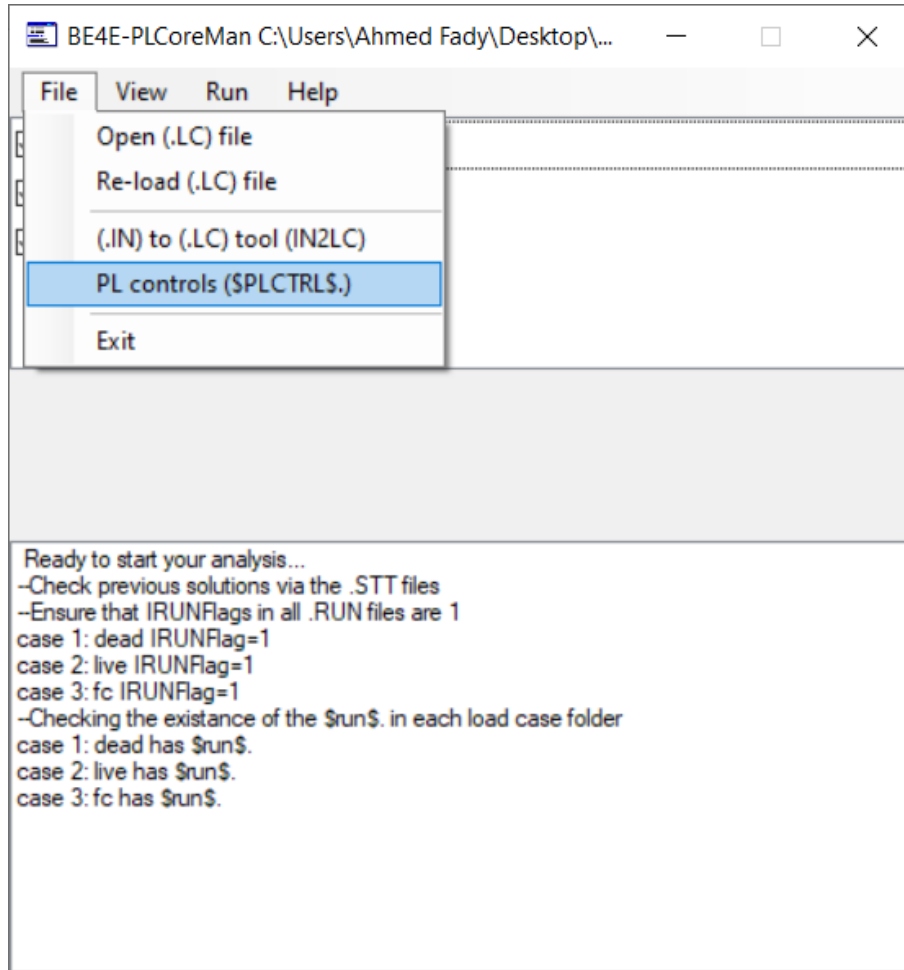 BE4E-PLCoreMan C:\Users\Ahmed Fady\Desktop\...
File View Run Help
Open (.LC) file
Re-load (.LC) file
(.IN) to (.LC) tool (IN2LC)
PL controls ($PLCTRL$.)
Exit
Ready to start your analysis...
--Check previous solutions via the .STT files
--Ensure that IRUNFlags in all .RUN files are 1
case 1: dead IRUNFlag=1
case 2: live IRUNFlag=1
case 3: fc IRUNFlag=1
--Checking the existance of the $run$. in each load case folder
case 1: dead has $run$.
case 2: live has $run$.
case 3: fc has $run$.